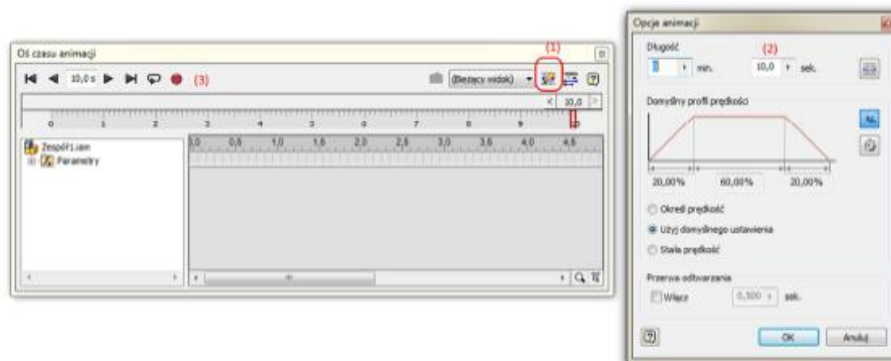 Oś czasu animacji
(1)
10,0 s
(3)
(Bieżący widok)
10,0
0 1 2 3 4 5 6 7 8 9
0,0 0,5 1,0 1,5 2,0 2,5 3,0 3,5 4,0 4,5
Zespół1.iam
Parametry
Opcje animacji
Długość
(2)
min.
10,0
sek.
Domyślny profil prędkości
20,00% 60,00% 20,00%
Określ prędkość
Użyj domyślnego ustawienia
Stała prędkość
Przerwa odtwarzania
Włącz
0,500
sek.
OK
Anuluj